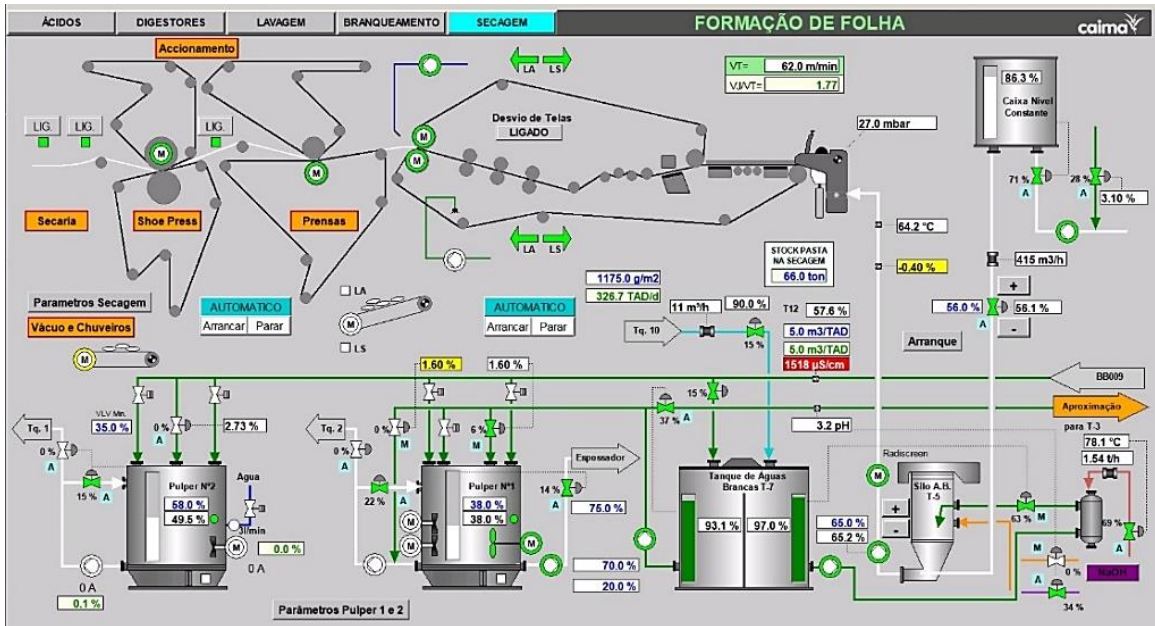 ÁCIDOS DIGESTORES LAVAGEM BRANQUEAMENTO SECAGEM FORMAÇÃO DE FOLHA caima
Accionamento
LA LS
VT= 62.0 m/min
VJ/VT= 1.77
86.3 %
Caixa Nivel
Constante
Desvio de Telas
LIGADO
27.0 mbar
LIG. LIG. LIG.
M
M
M
M
71 % A
28 % A
3.10 %
Secaria Shoe Press Prensas
LA LS
64.2 °C
STOCK PASTA
NA SECAGEM
66.0 ton
-0.40 %
415 m3/h
1175.0 g/m2
326.7 TAD/d
Parametros Secagem
Vácuo e Chuveiros
AUTOMATICO
Arrancar Parar
LA
M
LS
AUTOMATICO
Arrancar Parar
11 m³/h
90.0 %
Tq. 10
15 %
T12 57.6 %
5.0 m3/TAD
5.0 m3/TAD
1518 µS/cm
+
56.0 % A 56.1 %
-
Arranque
M
1.60 % 1.60 %
BB009
VLV Min.
35.0 %
Tq. 1
0 % A
0 % A
2.73 %
Tq. 2
0 % A
0 % M
6 % M
15 % A
37 % A
3.2 pH
Aproximação
para T-3
78.1 °C
1.54 t/h
Espessador
Radiscreen
M
15 % A
Pulper Nº2
58.0 %
49.5 %
Agua
3l/min
M
0 A
0.0 %
22 % A
Pulper Nº1
38.0 %
38.0 %
M
M
M
14 % A
75.0 %
Tanque de Águas
Brancas T-7
93.1 % 97.0 %
Silo A.B.
T-5
+
-
65.0 %
65.2 %
63 % M
69 % A
M
0 %
NaOH
A
34 %
0 A
0.1 %
70.0 %
20.0 %
Parâmetros Pulper 1 e 2